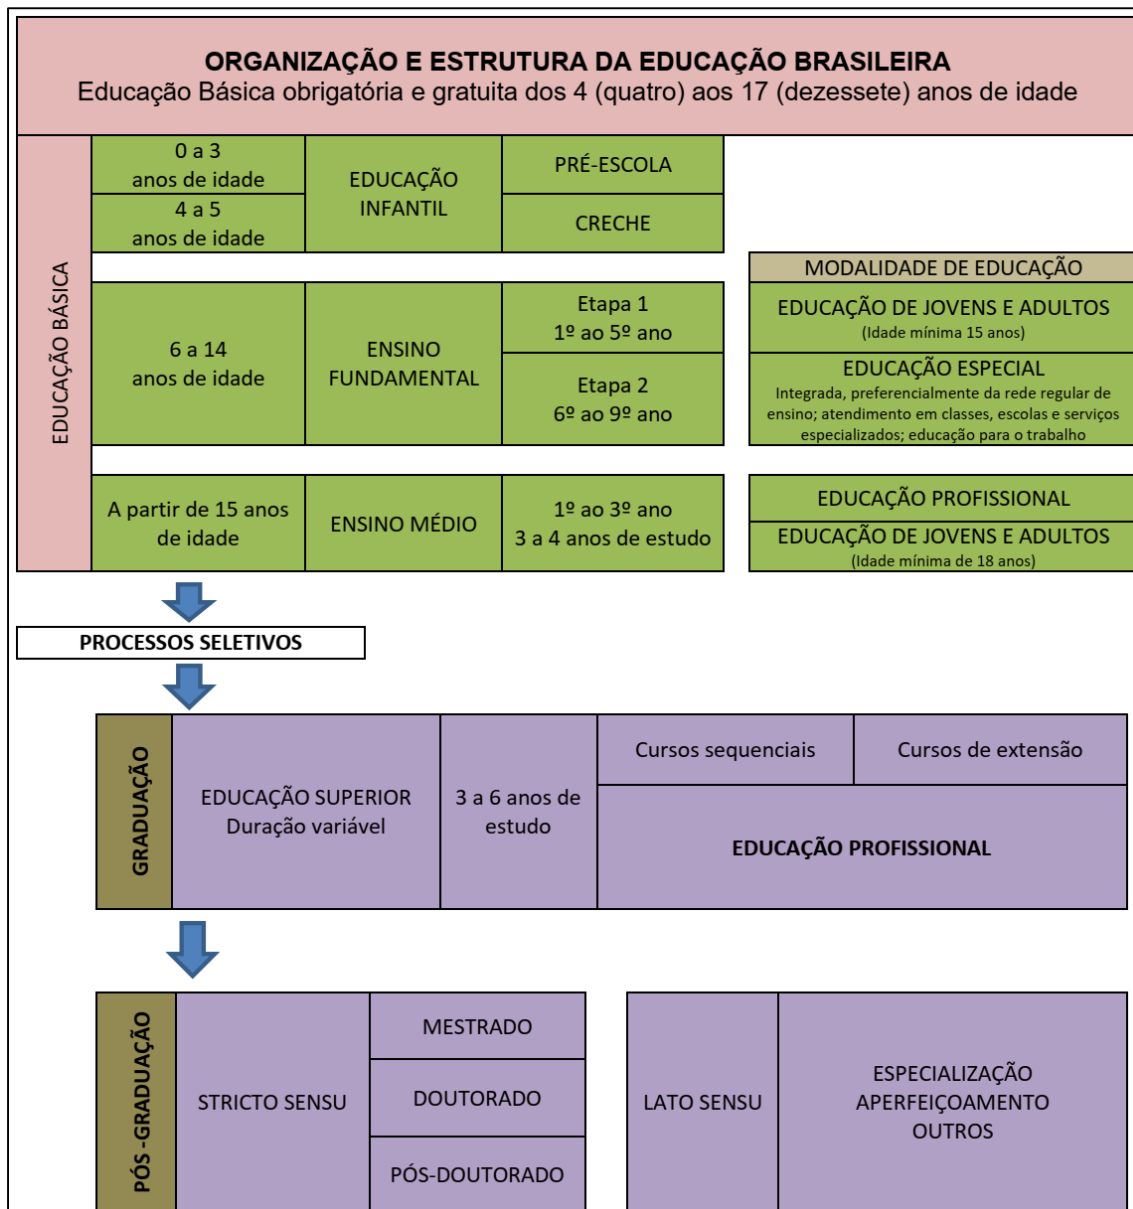 ORGANIZAÇÃO E ESTRUTURA DA EDUCAÇÃO BRASILEIRA
Educação Básica obrigatória e gratuita dos 4 (quatro) aos 17 (dezessete) anos de idade
EDUCAÇÃO BÁSICA
0 a 3
anos de idade
4 a 5
anos de idade
EDUCAÇÃO
INFANTIL
PRÉ-ESCOLA
CRECHE
6 a 14
anos de idade
ENSINO
FUNDAMENTAL
Etapa 1
1º ao 5º ano
Etapa 2
6º ao 9º ano
MODALIDADE DE EDUCAÇÃO
EDUCAÇÃO DE JOVENS E ADULTOS
(Idade mínima 15 anos)
EDUCAÇÃO ESPECIAL
Integrada, preferencialmente da rede regular de
ensino; atendimento em classes, escolas e serviços
especializados; educação para o trabalho
A partir de 15 anos
de idade
ENSINO MÉDIO
1º ao 3º ano
3 a 4 anos de estudo
EDUCAÇÃO PROFISSIONAL
EDUCAÇÃO DE JOVENS E ADULTOS
(Idade mínima de 18 anos)
PROCESSOS SELETIVOS
GRADUAÇÃO
EDUCAÇÃO SUPERIOR
Duração variável
3 a 6 anos de
estudo
Cursos sequenciais
Cursos de extensão
EDUCAÇÃO PROFISSIONAL
PÓS -GRADUAÇÃO
STRICTO SENSU
MESTRADO
DOUTORADO
PÓS-DOUTORADO
LATO SENSU
ESPECIALIZAÇÃO
APERFEIÇOAMENTO
OUTROS